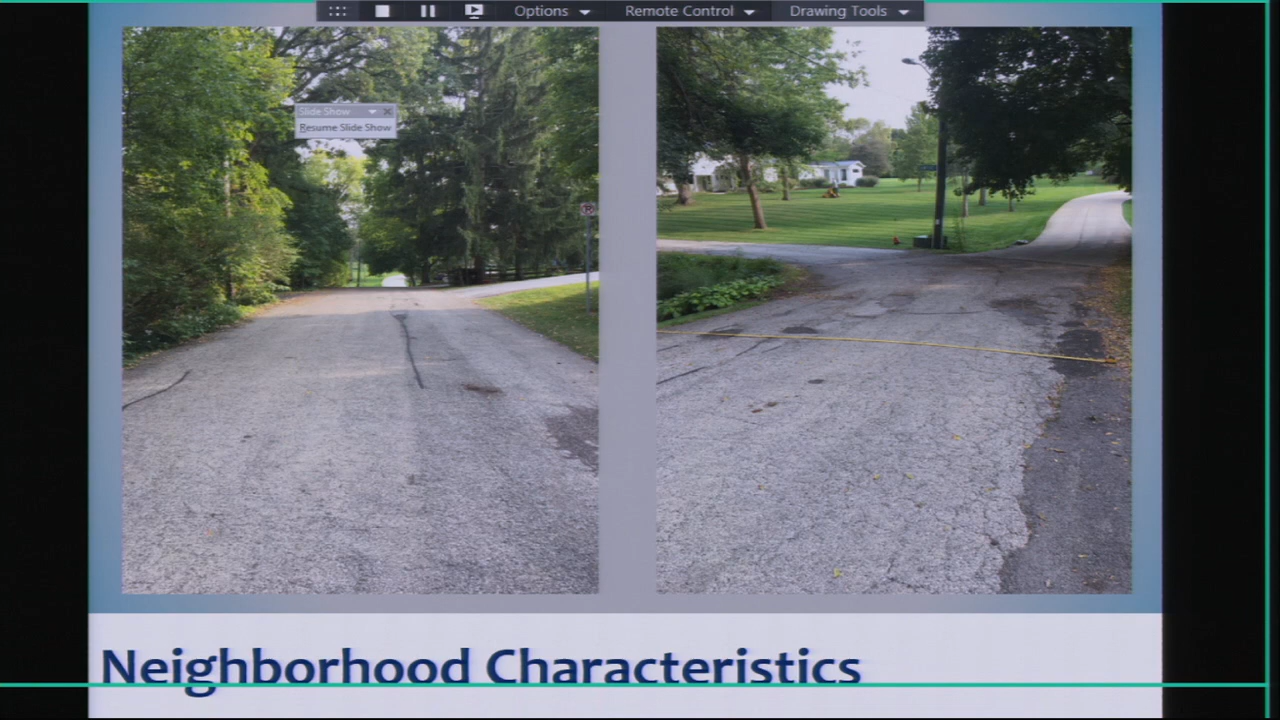 Options Remote Control Drawing Tools
Slide Show
Resume Slide Show
Neighborhood Characteristics